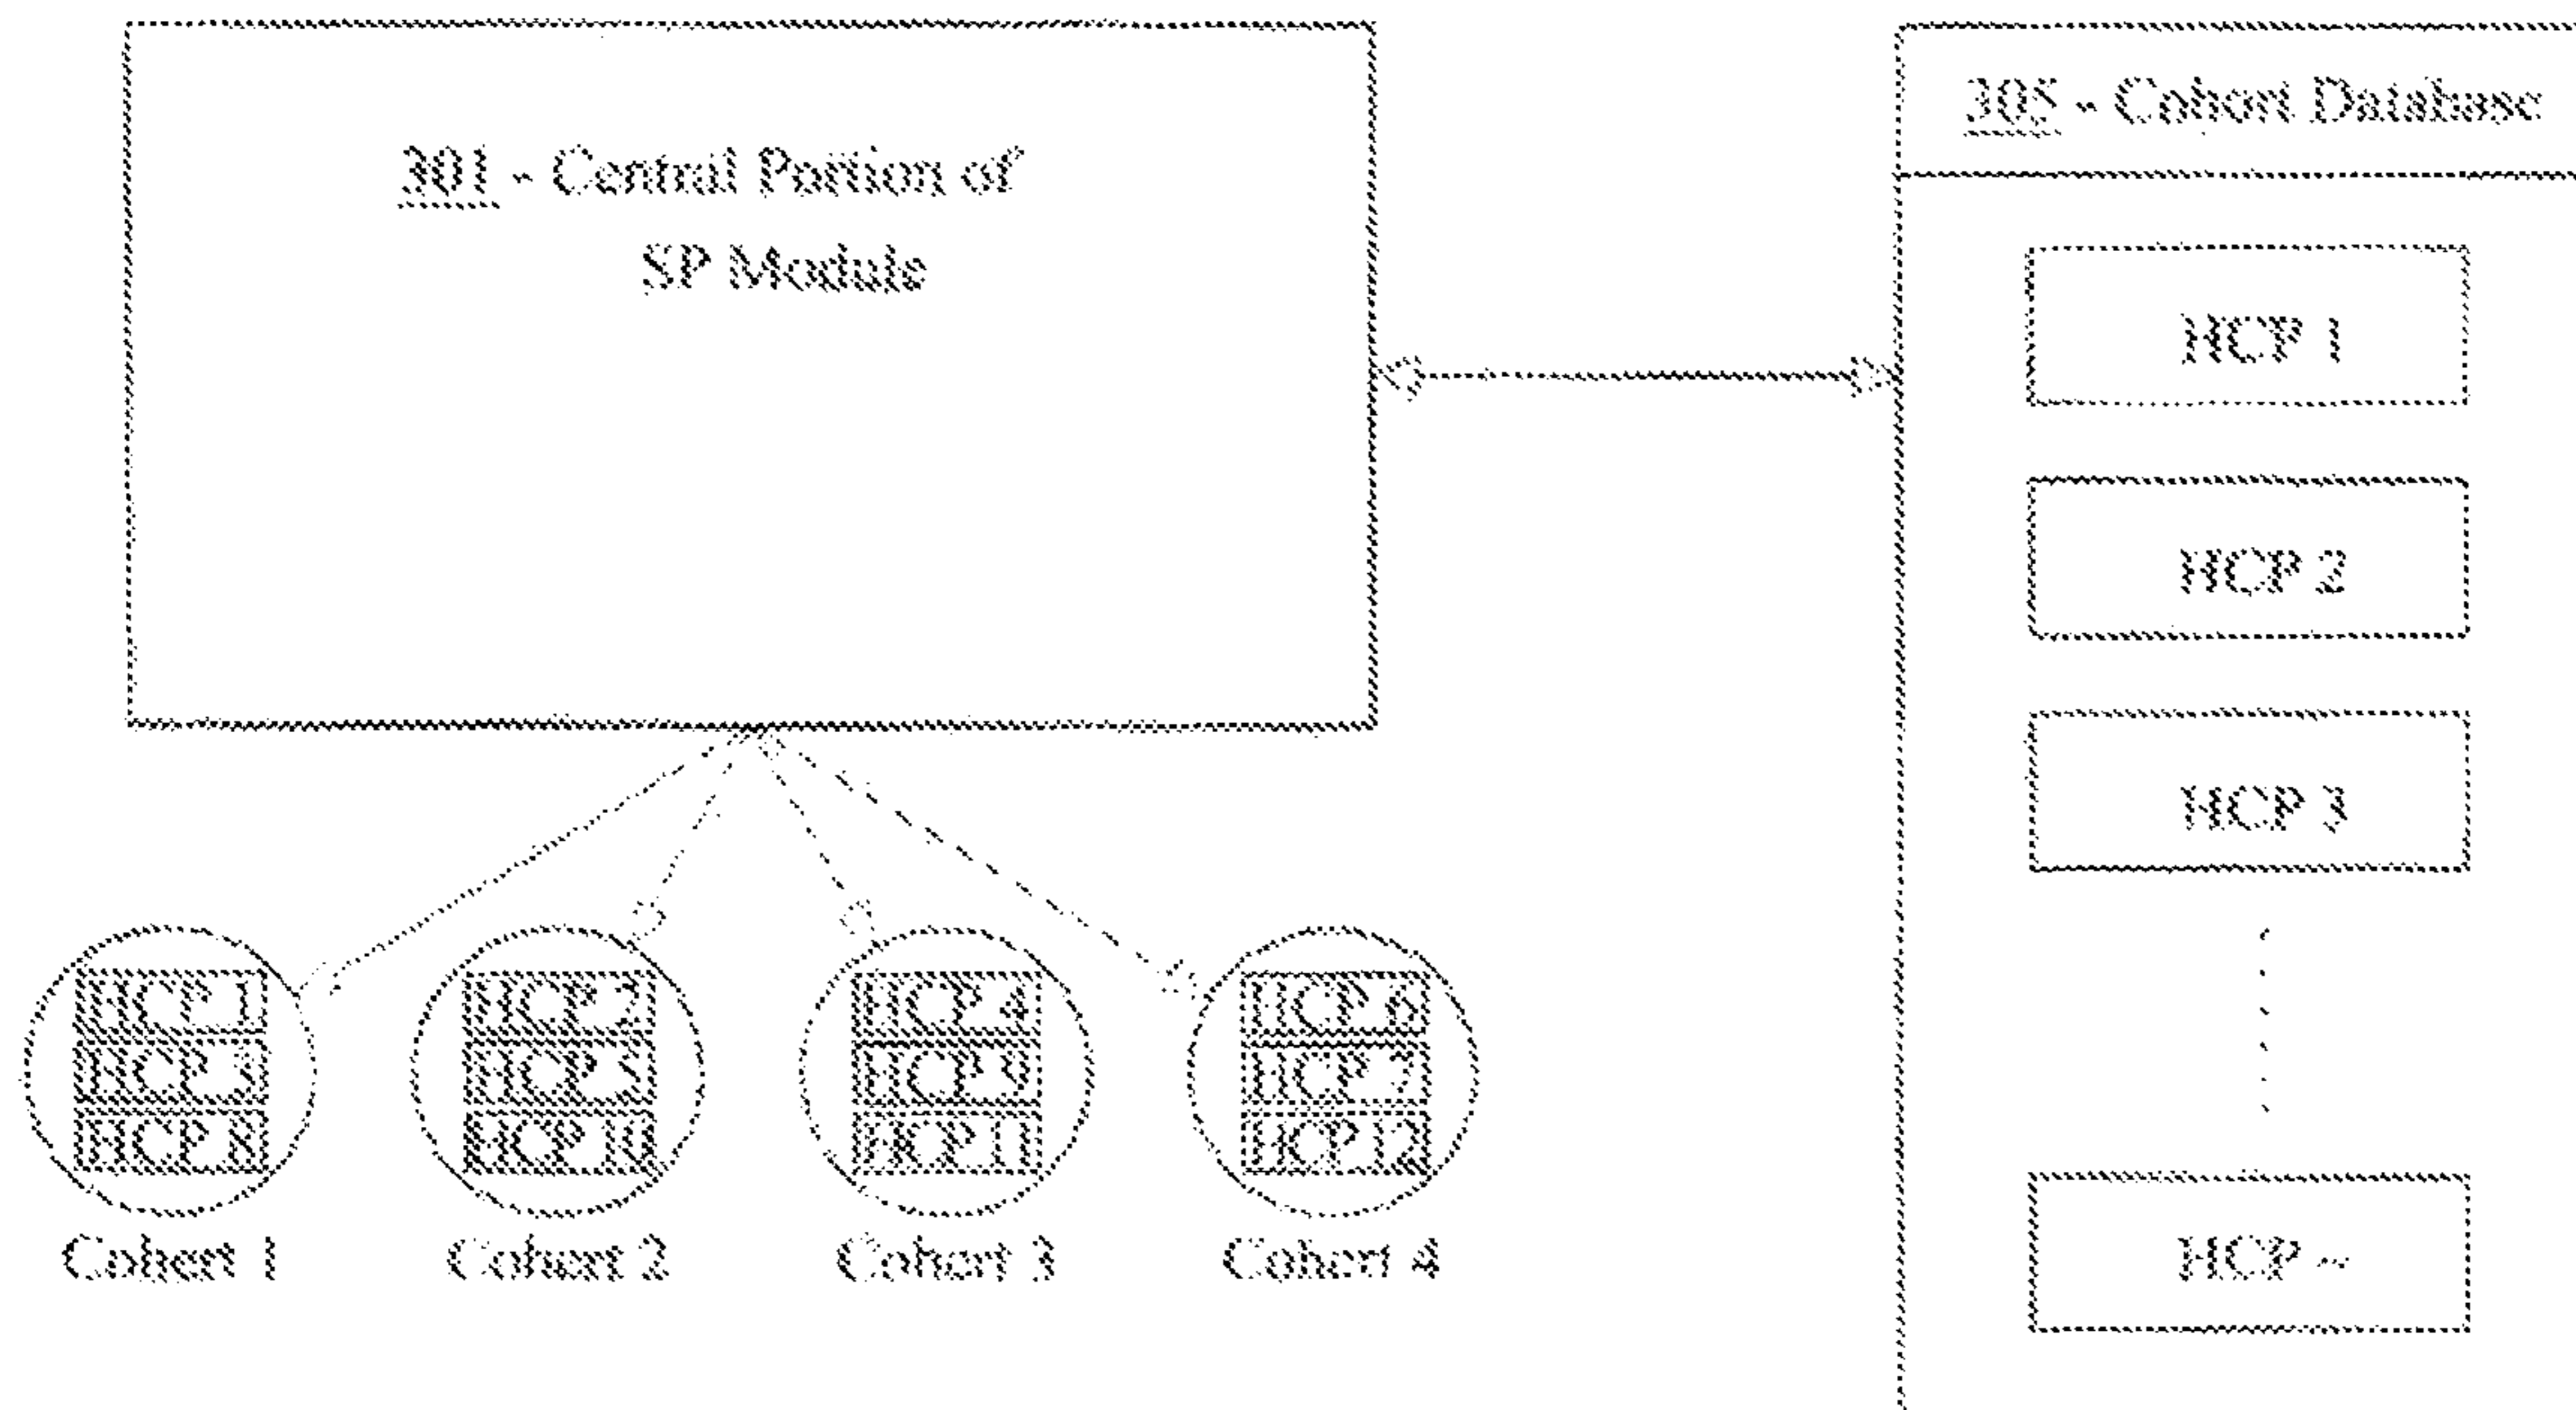 301 - Central Portion of
SP Module
305 - Cohort Database
HCP 1
HCP 2
HCP 3
HCP ~
HCP 1
HCP 3
HCP 8
Cohort 1
HCP 2
HCP 5
HCP 10
Cohort 2
HCP 4
HCP 9
HCP 11
Cohort 3
HCP 6
HCP 7
HCP 12
Cohort 4